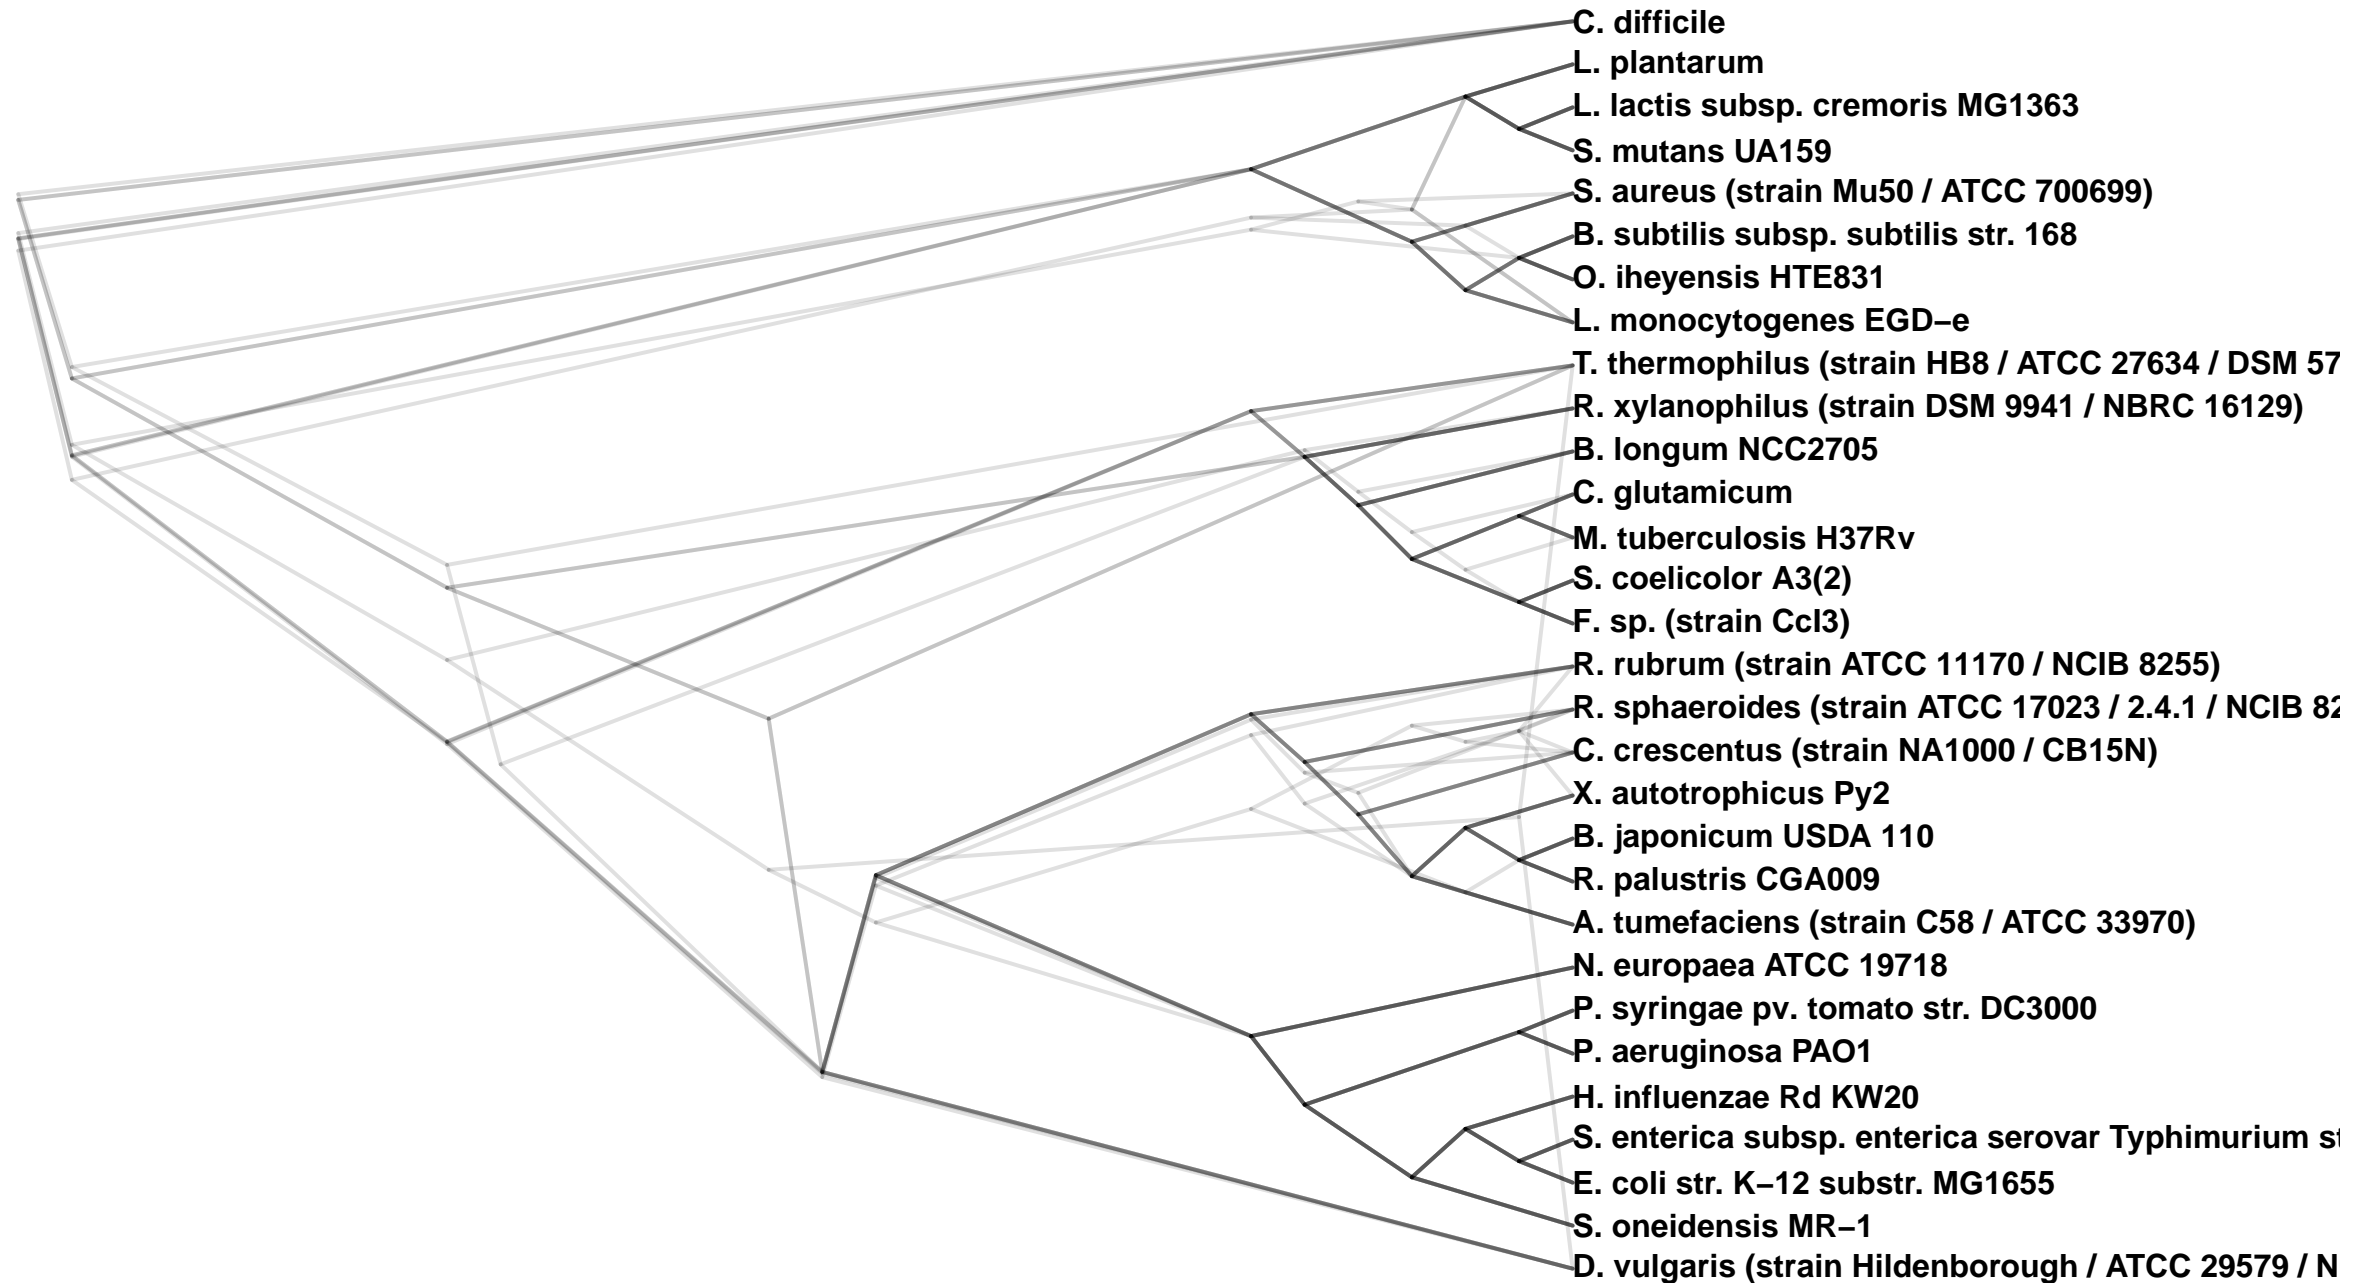 C. difficile
L. plantarum
L. lactis subsp. cremoris MG1363
S. mutans UA159
S. aureus (strain Mu50 / ATCC 700699)
B. subtilis subsp. subtilis str. 168
O. iheyensis HTE831
L. monocytogenes EGD−e
T. thermophilus (strain HB8 / ATCC 27634 / DSM 57
R. xylanophilus (strain DSM 9941 / NBRC 16129)
B. longum NCC2705
C. glutamicum
M. tuberculosis H37Rv
S. coelicolor A3(2)
F. sp. (strain CcI3)
R. rubrum (strain ATCC 11170 / NCIB 8255)
R. sphaeroides (strain ATCC 17023 / 2.4.1 / NCIB 82
C. crescentus (strain NA1000 / CB15N)
X. autotrophicus Py2
B. japonicum USDA 110
R. palustris CGA009
A. tumefaciens (strain C58 / ATCC 33970)
N. europaea ATCC 19718
P. syringae pv. tomato str. DC3000
P. aeruginosa PAO1
H. influenzae Rd KW20
S. enterica subsp. enterica serovar Typhimurium st
E. coli str. K−12 substr. MG1655
S. oneidensis MR−1
D. vulgaris (strain Hildenborough / ATCC 29579 / N